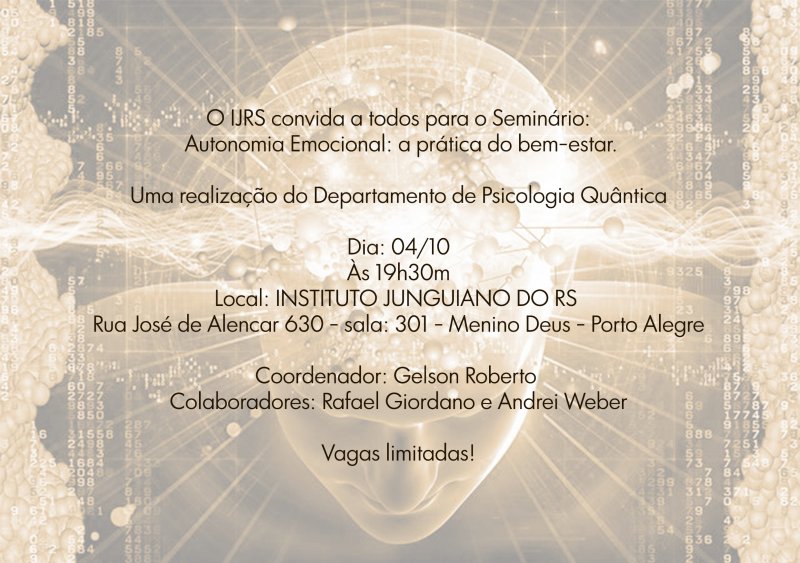 O IJRS convida a todos para o Seminário:
Autonomia Emocional: a prática do bem-estar.
Uma realização do Departamento de Psicologia Quântica
Dia: 04/10
Às 19h30m
Local: INSTITUTO JUNGUIANO DO RS
Rua José de Alencar 630 - sala: 301 - Menino Deus - Porto Alegre
Coordenador: Gelson Roberto
Colaboradores: Rafael Giordano e Andrei Weber
Vagas limitadas!